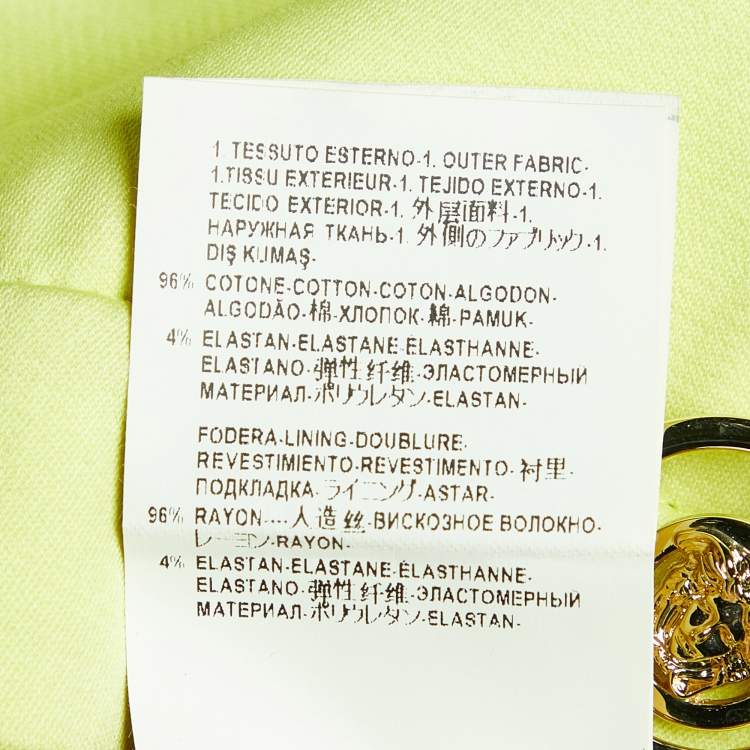 1. TESSUTO ESTERNO-1. OUTER FABRIC-
1.TISSU EXTERIEUR-1. TEJIDO EXTERNO-1.
TECIDO EXTERIOR-1. 外层面料-1.
НАРУЖНАЯ ТКАНЬ-1. 外側のファブリック-1.
DIŞ KUMAŞ-
96% COTONE-COTTON-COTON-ALGODON-
ALGODÃO-棉-ХЛОПОК-綿-PAMUK-
4% ELASTAN-ELASTANE-ÉLASTHANNE-
ELASTANO-弹性纤维-ЭЛАСТОМЕРНЫЙ
МАТЕРИАЛ-ポリウレタン-ELASTAN-
FODERA-LINING-DOUBLURE-
REVESTIMIENTO-REVESTIMENTO-衬里-
ПОДКЛАДКА-ライニング-ASTAR-
96% RAYON----人造丝-ВИСКОЗНОЕ ВОЛОКНО-
レーヨン-RAYON-
4% ELASTAN-ELASTANE-ÉLASTHANNE-
ELASTANO-弹性纤维-ЭЛАСТОМЕРНЫЙ
МАТЕРИАЛ-ポリウレタン-ELASTAN-